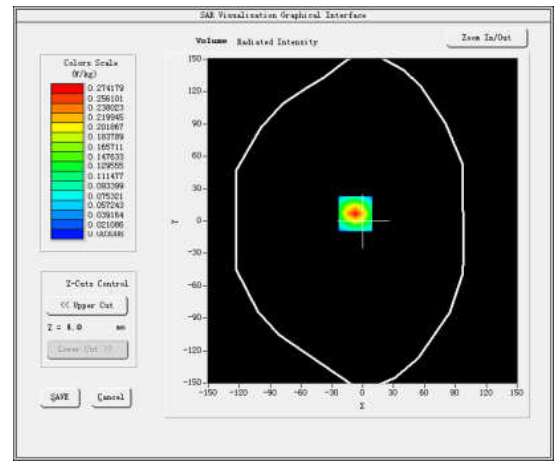 SAR Visualisation Graphical Interface
Volume Radiated Intensity
Zoom In/Out
Colors Scale
(W/kg)
0.274179
0.256101
0.238023
0.219945
0.201867
0.183789
0.165711
0.147633
0.129555
0.111477
0.093399
0.075321
0.057243
0.039164
0.021086
Z-Cuts Control
<< Upper Cut
Z = 4.0 mm
Lower Cut >>
SAVE
Cancel
150
120
90
60
30
0
-30
-60
-90
-120
-150
Y
-150 -120 -90 -60 -30 0 30 60 90 120 150
X